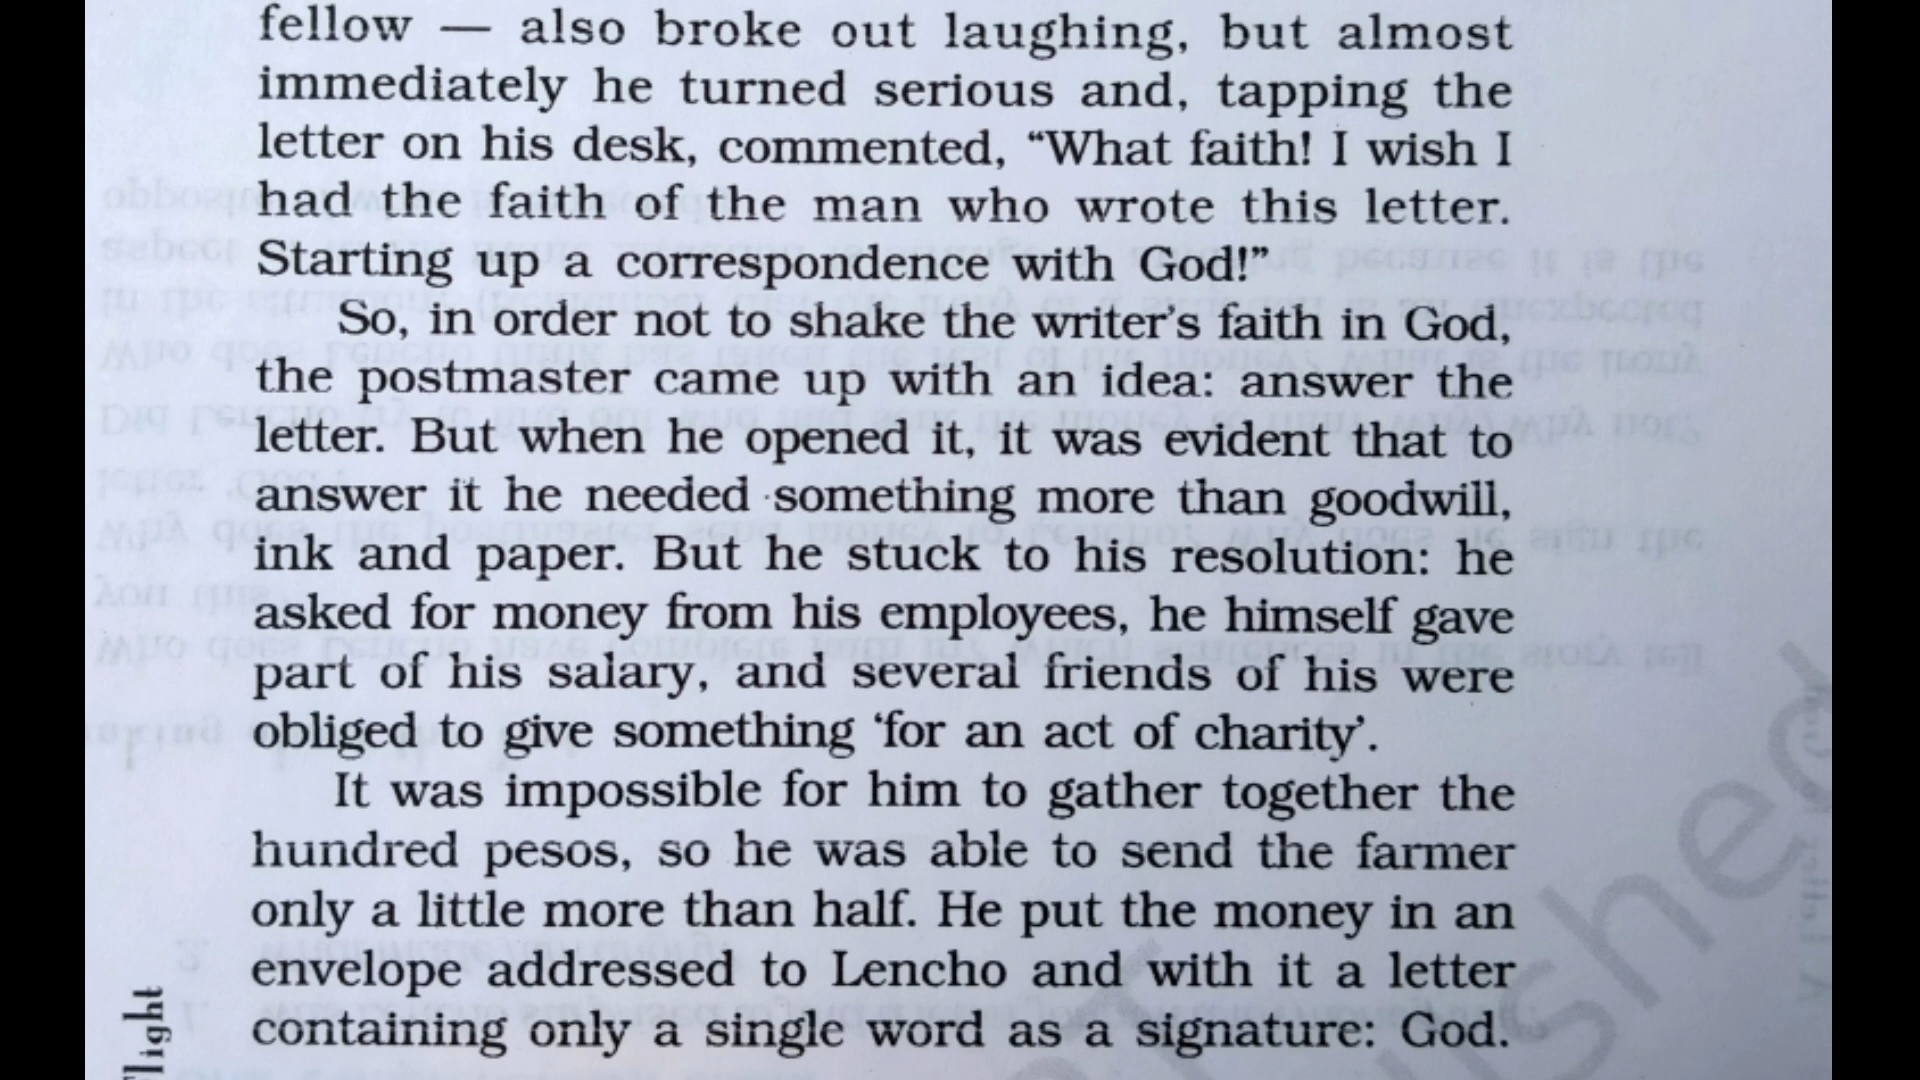 fellow — also broke out laughing, but almost
immediately he turned serious and, tapping the
letter on his desk, commented, “What faith! I wish I
had the faith of the man who wrote this letter.
Starting up a correspondence with God!”
So, in order not to shake the writer’s faith in God,
the postmaster came up with an idea: answer the
letter. But when he opened it, it was evident that to
answer it he needed something more than goodwill,
ink and paper. But he stuck to his resolution: he
asked for money from his employees, he himself gave
part of his salary, and several friends of his were
obliged to give something ‘for an act of charity’.
It was impossible for him to gather together the
hundred pesos, so he was able to send the farmer
only a little more than half. He put the money in an
envelope addressed to Lencho and with it a letter
containing only a single word as a signature: God.
Flight